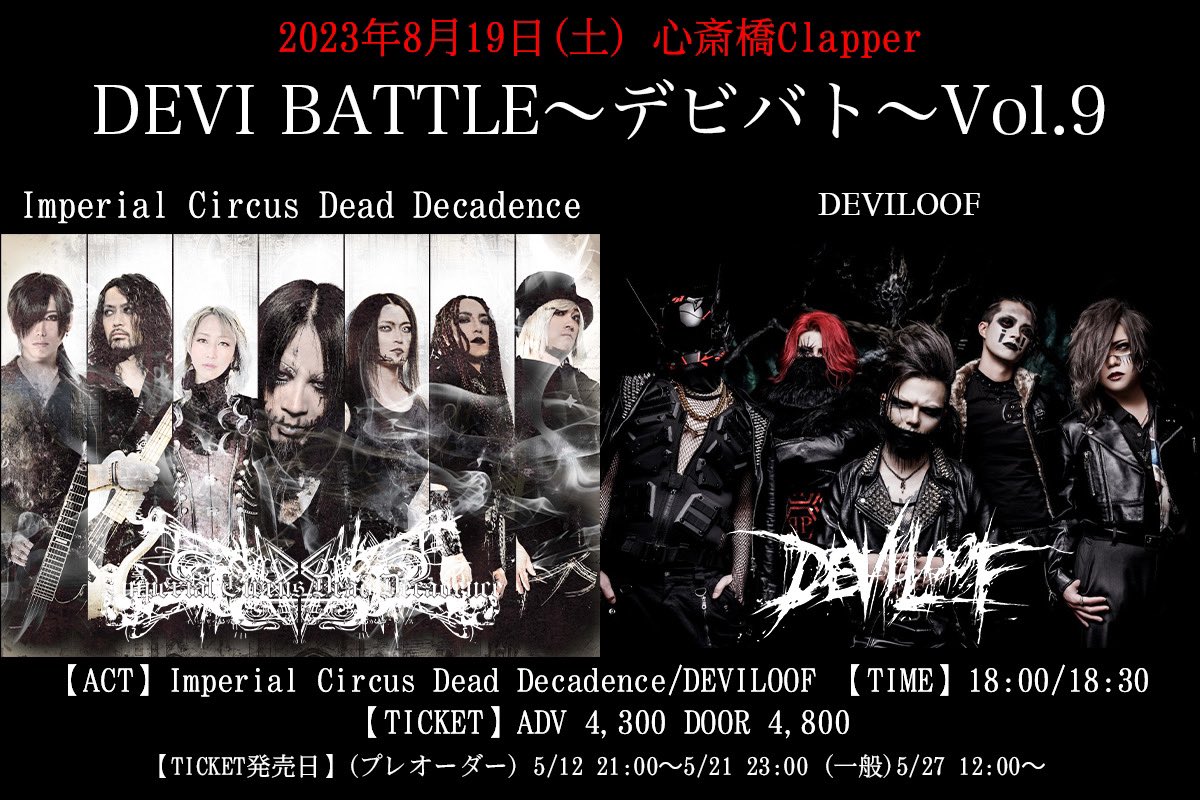 2023年8月19日(土) 心斎橋Clapper
DEVI BATTLE～デビバト～Vol.9
Imperial Circus Dead Decadence
DEVILOOF
Imperial Circus Dead Decadence
DEVILOOF
【ACT】Imperial Circus Dead Decadence/DEVILOOF 【TIME】18:00/18:30
【TICKET】ADV 4,300 DOOR 4,800
【TICKET発売日】(プレオーダー) 5/12 21:00～5/21 23:00 (一般)5/27 12:00～